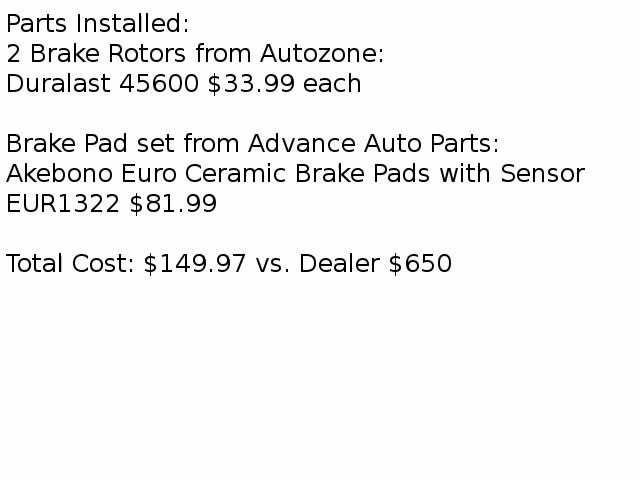 Parts Installed:
2 Brake Rotors from Autozone:
Duralast 45600 $33.99 each
Brake Pad set from Advance Auto Parts:
Akebono Euro Ceramic Brake Pads with Sensor
EUR1322 $81.99
Total Cost: $149.97 vs. Dealer $650